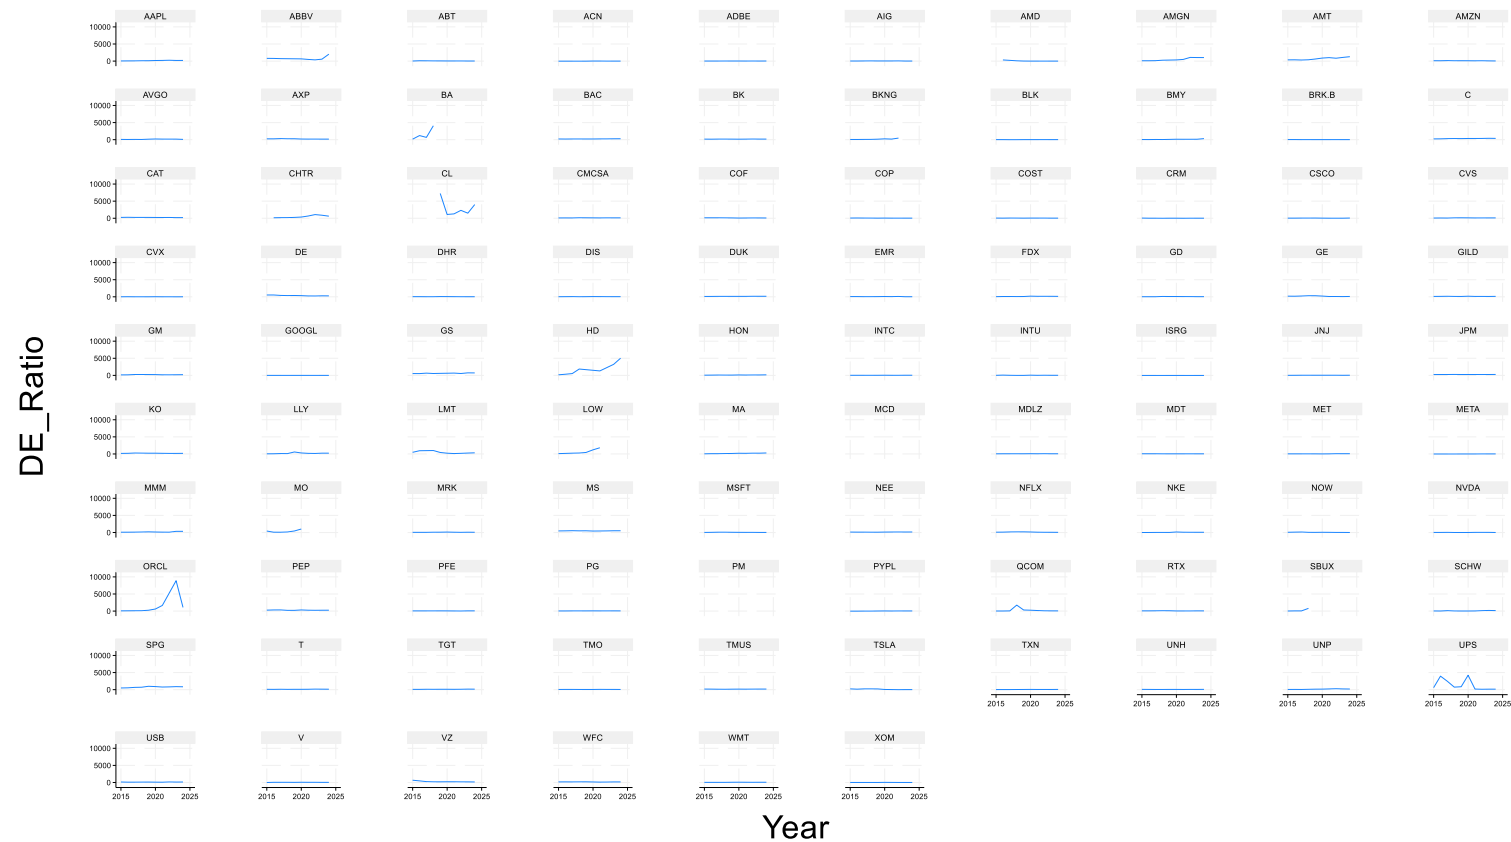 AAPL ABBV ABT ACN ADBE AIG AMD AMGN AMT AMZN
10000
5000
0
AVGO AXP BA BAC BK BKNG BLK BMY BRK.B C
10000
5000
0
CAT CHTR CL CMCSA COF COP COST CRM CSCO CVS
10000
5000
0
CVX DE DHR DIS DUK EMR FDX GD GE GILD
10000
5000
0
GM GOOGL GS HD HON INTC INTU ISRG JNJ JPM
10000
5000
0
KO LLY LMT LOW MA MCD MDLZ MDT MET META
10000
5000
0
MMM MO MRK MS MSFT NEE NFLX NKE NOW NVDA
10000
5000
0
ORCL PEP PFE PG PM PYPL QCOM RTX SBUX SCHW
10000
5000
0
SPG T TGT TMO TMUS TSLA TXN UNH UNP UPS
10000
5000
0
2015 2020 2025 2015 2020 2025 2015 2020 2025 2015 2020 2025
USB V VZ WFC WMT XOM
10000
5000
0
2015 2020 2025 2015 2020 2025 2015 2020 2025 2015 2020 2025 2015 2020 2025 2015 2020 2025
DE_Ratio
Year